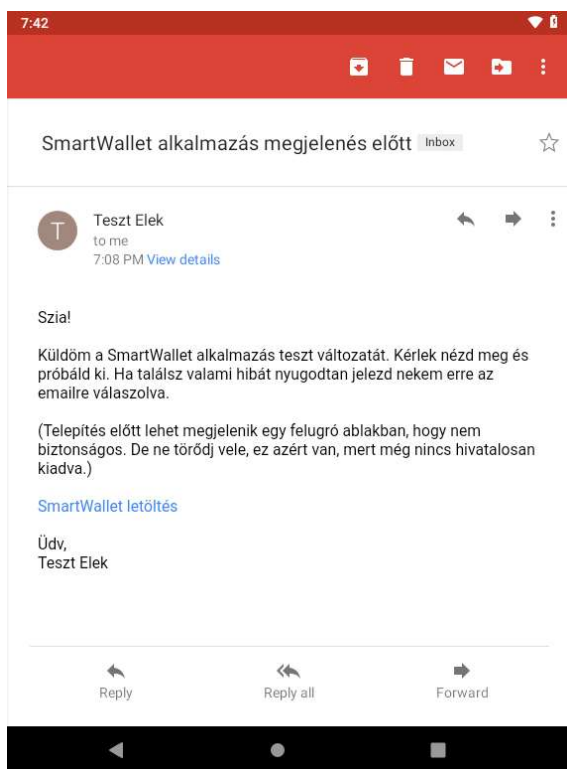 7:42
SmartWallet alkalmazás megjelenés előtt Inbox
T
Teszt Elek
to me
7:08 PM View details
Szia!
Küldöm a SmartWallet alkalmazás teszt változatát. Kérlek nézd meg és
próbáld ki. Ha találsz valami hibát nyugodtan jelezd nekem erre az
emailre válaszolva.
(Telepítés előtt lehet megjelenik egy felugró ablakban, hogy nem
biztonságos. De ne törődj vele, ez azért van, mert még nincs hivatalosan
kiadva.)
SmartWallet letöltés
Üdv,
Teszt Elek
Reply Reply all Forward